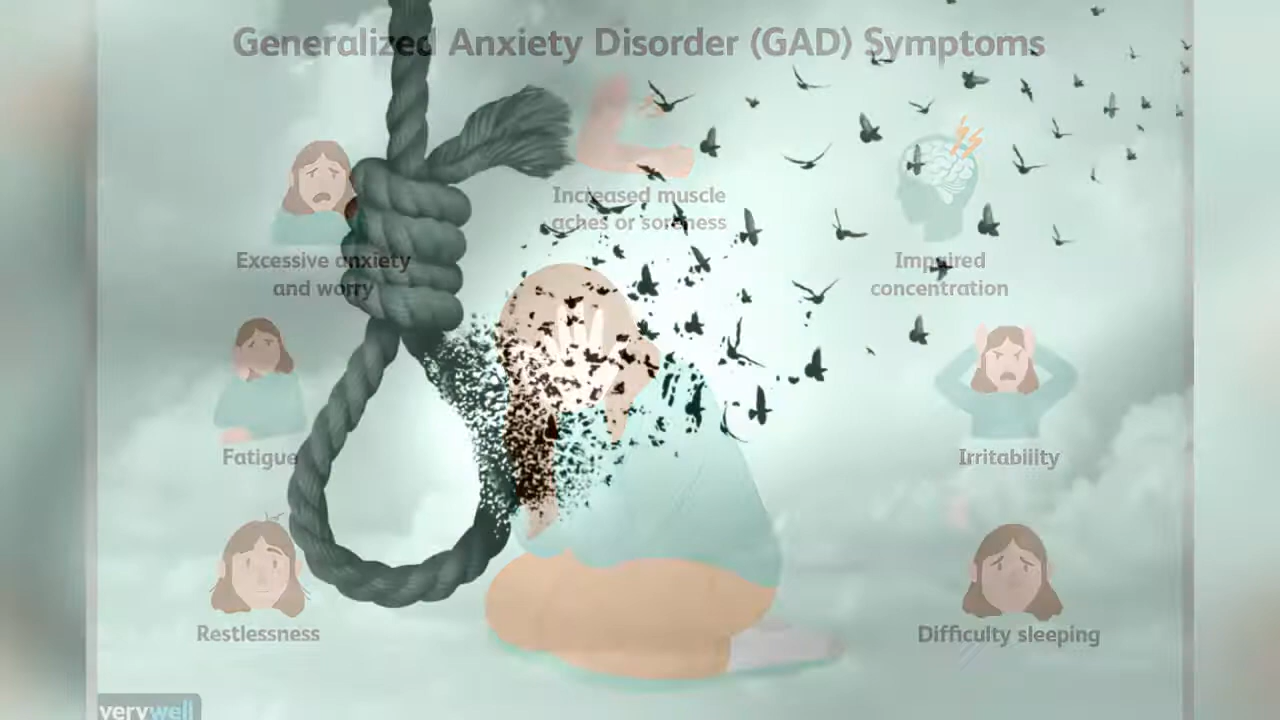 Generalized Anxiety Disorder (GAD) Symptoms
Increased muscle
aches or soreness
Excessive anxiety
and worry
Impaired
concentration
Fatigue
Irritability
Restlessness
Difficulty sleeping
verywell